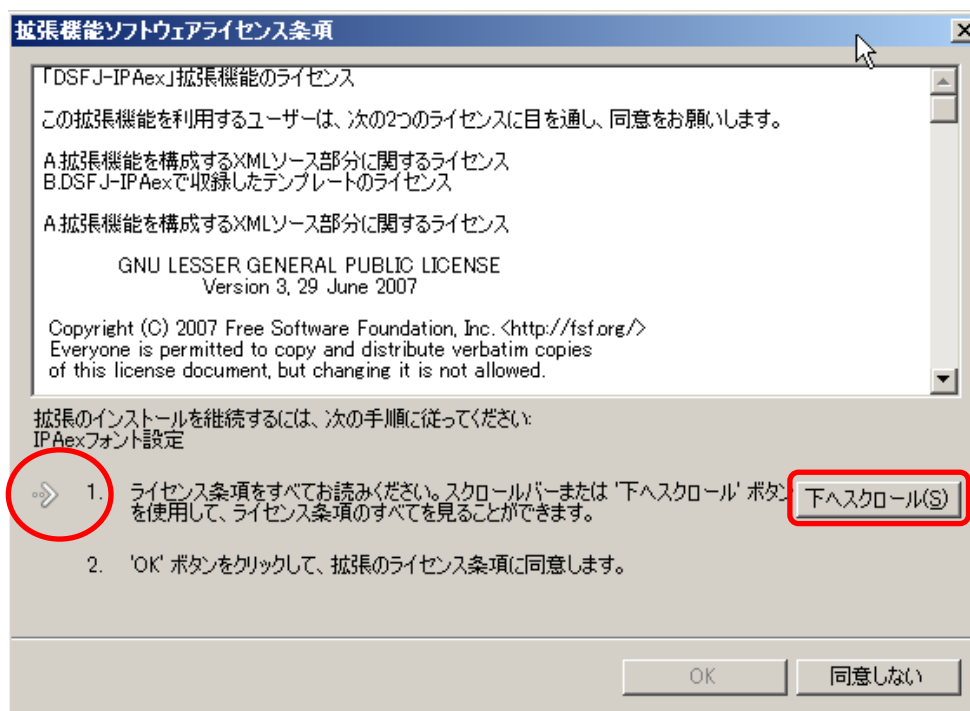 拡張機能ソフトウェアライセンス条項
「DSFJ-IPAex」拡張機能のライセンス
この拡張機能を利用するユーザーは、次の2つのライセンスに目を通し、同意をお願いします。
A.拡張機能を構成するXMLソース部分に関するライセンス
B.DSFJ-IPAexで収録したテンプレートのライセンス
A.拡張機能を構成するXMLソース部分に関するライセンス
GNU LESSER GENERAL PUBLIC LICENSE
Version 3, 29 June 2007
Copyright (C) 2007 Free Software Foundation, Inc. <http://fsf.org/>
Everyone is permitted to copy and distribute verbatim copies
of this license document, but changing it is not allowed.
拡張のインストールを継続するには、次の手順に従ってください:
IPAexフォント設定
1. ライセンス条項をすべてお読みください。スクロールバーまたは '下へスクロール' ボタン
を使用して、ライセンス条項のすべてを見ることができます。
下へスクロール(S)
2. 'OK' ボタンをクリックして、拡張のライセンス条項に同意します。
OK
同意しない